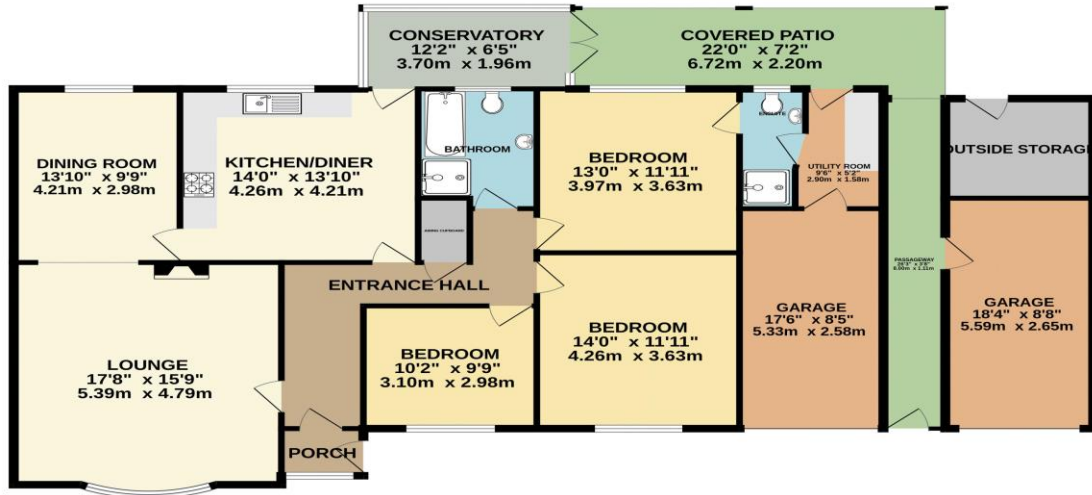 CONSERVATORY
12'2" x 6'5"
3.70m x 1.96m
COVERED PATIO
22'0" x 7'2"
6.72m x 2.20m
DINING ROOM
13'10" x 9'9"
4.21m x 2.98m
KITCHEN/DINER
14'0" x 13'10"
4.26m x 4.21m
BATHROOM
BEDROOM
13'0" x 11'11"
3.97m x 3.63m
ENSUITE
UTILITY ROOM
9'6" x 5'2"
2.90m x 1.58m
OUTSIDE STORAGE
AIRING CUPBOARD
ENTRANCE HALL
PASSAGEWAY
GARAGE
17'6" x 8'5"
5.33m x 2.58m
GARAGE
18'4" x 8'8"
5.59m x 2.65m
LOUNGE
17'8" x 15'9"
5.39m x 4.79m
BEDROOM
10'2" x 9'9"
3.10m x 2.98m
BEDROOM
14'0" x 11'11"
4.26m x 3.63m
PORCH